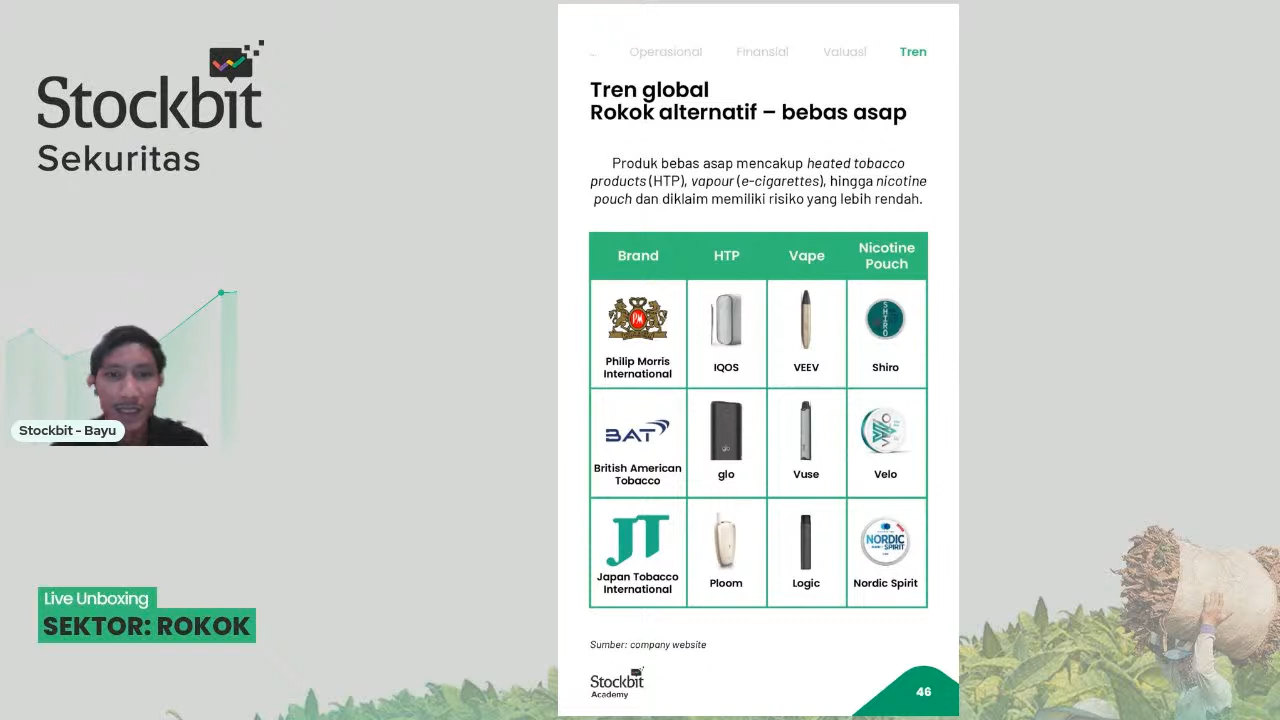 Stockbit
Sekuritas
Stockbit - Bayu
Live Unboxing
SEKTOR: ROKOK
... Operasional Finansial Valuasi Tren
Tren global
Rokok alternatif – bebas asap
Produk bebas asap mencakup heated tobacco
products (HTP), vapour (e-cigarettes), hingga nicotine
pouch dan diklaim memiliki risiko yang lebih rendah.
Brand HTP Vape Nicotine
Pouch
PM
SHIRO
Philip Morris
International
IQOS
VEEV
Shiro
BAT
British American
Tobacco
glo
Vuse
Velo
JT
NORDIC
SPIRIT
Japan Tobacco
International
Ploom
Logic
Nordic Spirit
Sumber: company website
Stockbit
Academy
46